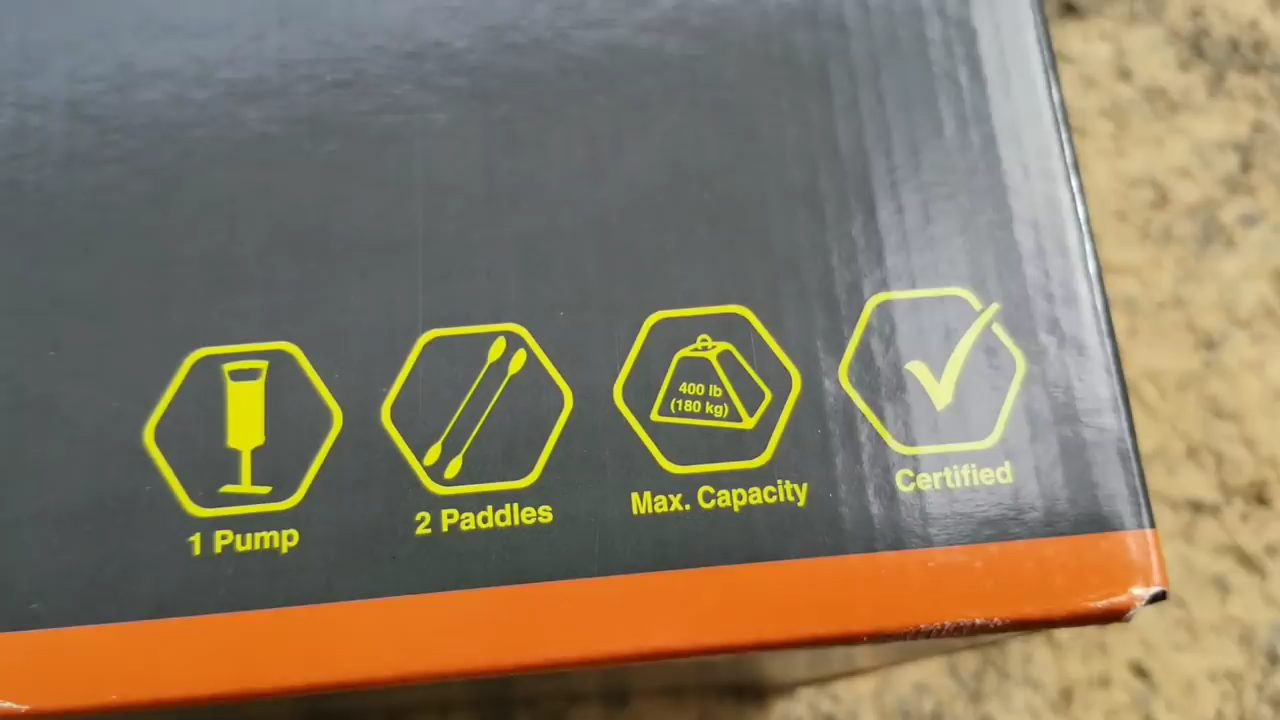 1 Pump
2 Paddles
400 lb
(180 kg)
Max. Capacity
Certified